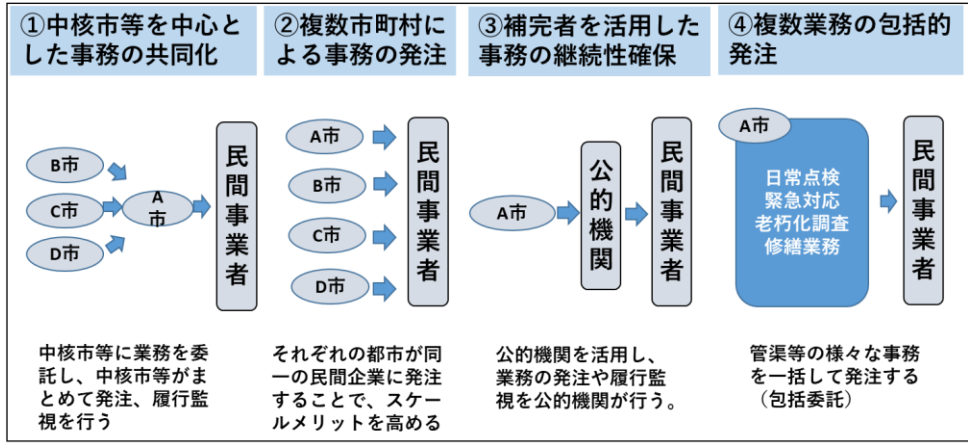 ①中核市等を中心と
した事務の共同化
B市
C市
D市
A
市
民間事業者
中核市等に業務を委
託し、中核市等がま
とめて発注、履行監
視を行う
②複数市町村に
よる事務の発注
A市
B市
C市
D市
民間事業者
それぞれの都市が同
一の民間企業に発注
することで、スケー
ルメリットを高める
③補完者を活用した
事務の継続性確保
A市
公的機関
民間事業者
公的機関を活用し、
業務の発注や履行監
視を公的機関が行う。
④複数業務の包括的
発注
A市
日常点検
緊急対応
老朽化調査
修繕業務
民間事業者
管渠等の様々な事務
を一括して発注する
（包括委託）